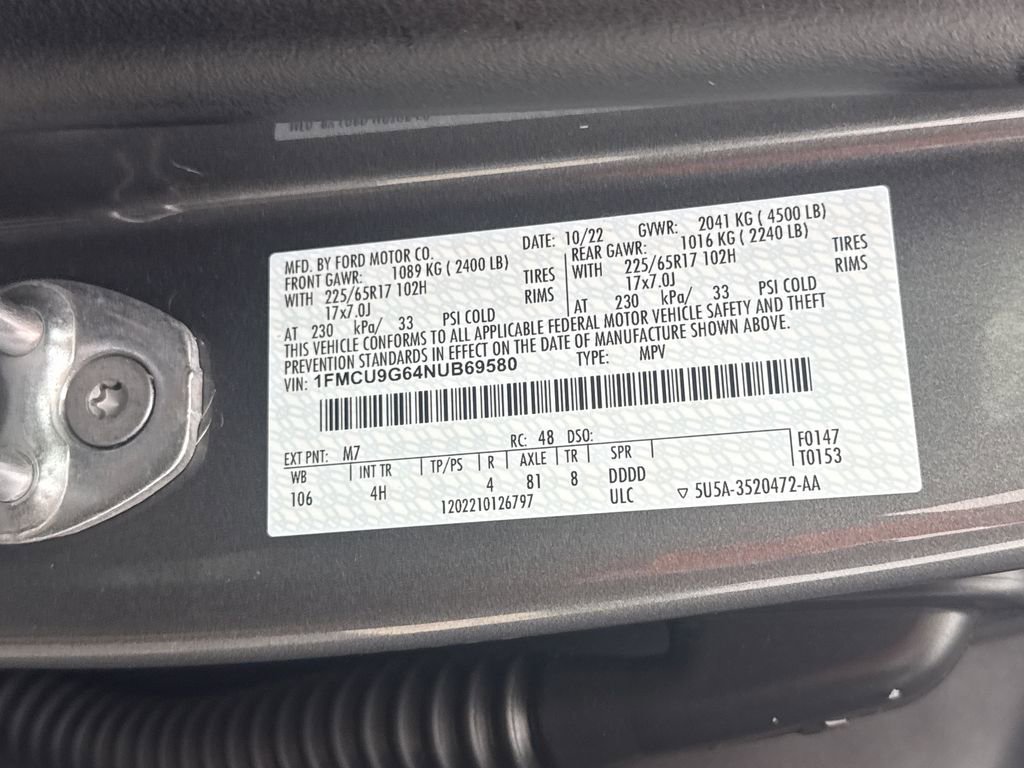 MFD. BY FORD MOTOR CO. DATE: 10/22 GVWR: 2041 KG ( 4500 LB)
FRONT GAWR: 1089 KG ( 2400 LB) REAR GAWR: 1016 KG ( 2240 LB)
WITH 225/65R17 102H TIRES WITH 225/65R17 102H TIRES
17x7.0J RIMS 17x7.0J RIMS
AT 230 kPa/ 33 PSI COLD AT 230 kPa/ 33 PSI COLD
THIS VEHICLE CONFORMS TO ALL APPLICABLE FEDERAL MOTOR VEHICLE SAFETY AND THEFT
PREVENTION STANDARDS IN EFFECT ON THE DATE OF MANUFACTURE SHOWN ABOVE.
VIN: 1FMCU9G64NUB69580 TYPE: MPV
EXT PNT: M7 RC: 48 DSO: F0147
WB INT TR TP/PS R AXLE TR SPR T0153
106 4H 4 81 8 DDDD
1202210126797 ULC ▽ 5U5A-3520472-AA